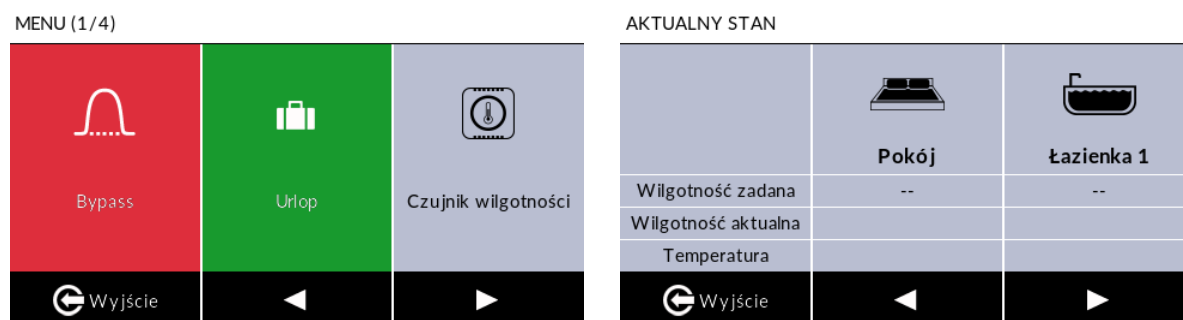 MENU (1/4)
Bypass
Urlop
Czujnik wilgotności
Wyjście
AKTUALNY STAN
Pokój
Łazienka 1
Wilgotność zadana
--
--
Wilgotność aktualna
Temperatura
Wyjście